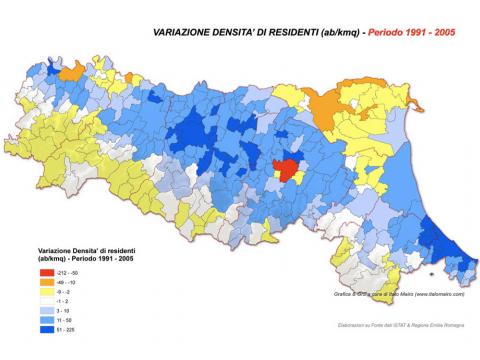 VARIAZIONE DENSITA' DI RESIDENTI (ab/kmq) - Periodo 1991 - 2005
Variazione Densita' di residenti
(ab/kmq) - Periodo 1991 - 2005
-212 - -50
-49 - -10
-9 - -2
-1 - 2
3 - 10
11 - 50
51 - 225
Grafica & GIS a cura di Italo Mairo (www.italomairo.com)
Elaborazioni su Fonte dati ISTAT & Regione Emilia Romagna